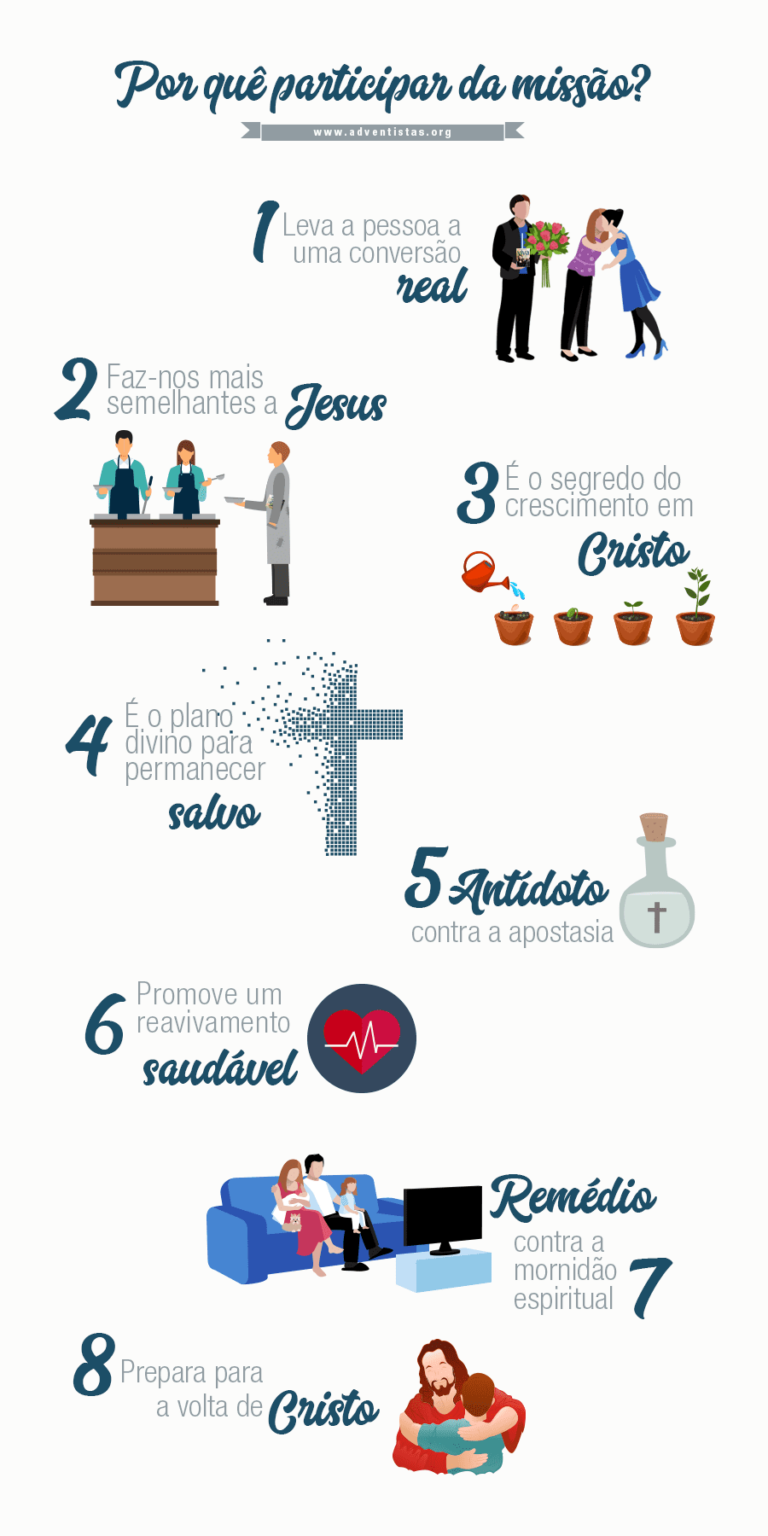 Por quê participar da missão?
www.adventistas.org
1 Leva a pessoa a
uma conversão
real
2 Faz-nos mais
semelhantes a Jesus
3 É o segredo do
crescimento em
Cristo
4 É o plano
divino para
permanecer
salvo
5 Antídoto
contra a apostasia
6 Promove um
reavivamento
saudável
Remédio
contra a
mornidão
espiritual 7
8 Prepara para
a volta de Cristo